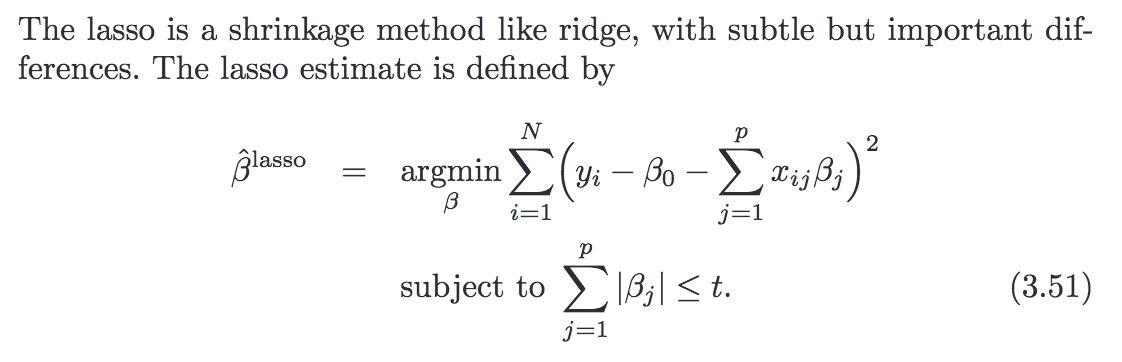 The lasso is a shrinkage method like ridge, with subtle but important dif-
ferences. The lasso estimate is defined by
β̂^lasso = argmin_β ∑_{i=1}^{N} (y_i − β_0 − ∑_{j=1}^{p} x_{ij}β_j)^2
subject to ∑_{j=1}^{p} |β_j| ≤ t. (3.51)